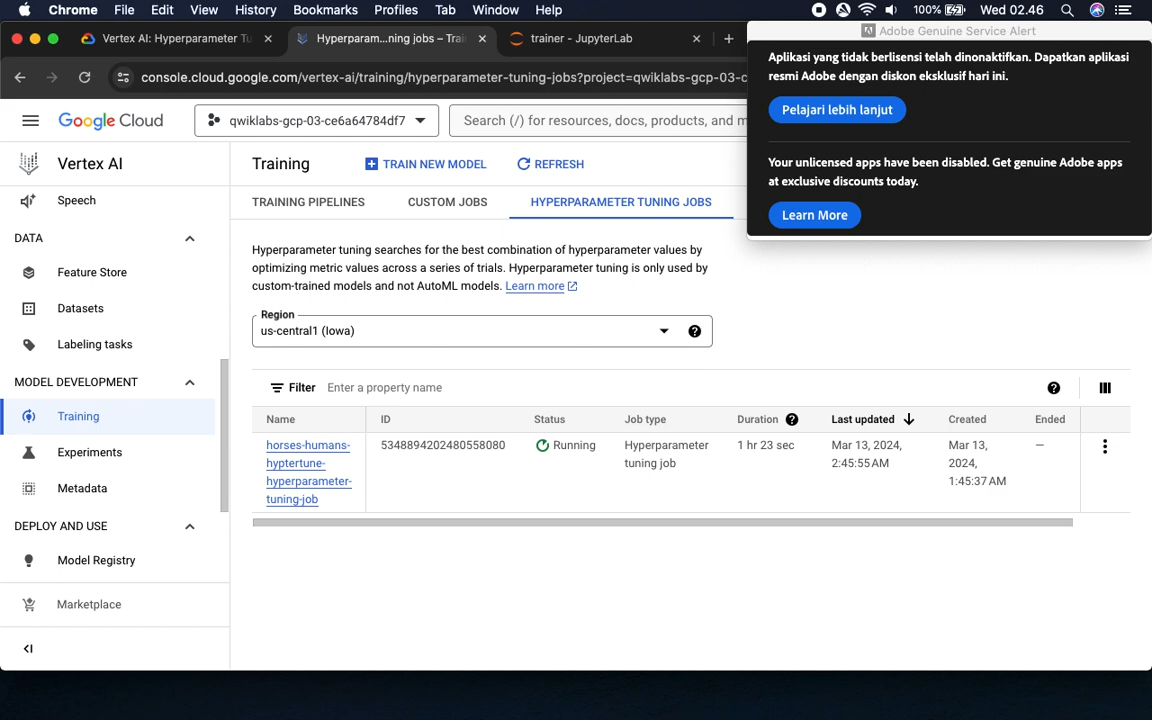 Chrome File Edit View History Bookmarks Profiles Tab Window Help 100% Wed 02.46
Vertex AI: Hyperparameter Tu
Hyperparam...ning jobs – Trai
trainer - JupyterLab
console.cloud.google.com/vertex-ai/training/hyperparameter-tuning-jobs?project=qwiklabs-gcp-03-c
Adobe Genuine Service Alert
Aplikasi yang tidak berlisensi telah dinonaktifkan. Dapatkan aplikasi
resmi Adobe dengan diskon eksklusif hari ini.
Pelajari lebih lanjut
Your unlicensed apps have been disabled. Get genuine Adobe apps
at exclusive discounts today.
Learn More
Google Cloud
qwiklabs-gcp-03-ce6a64784df7
Search (/) for resources, docs, products, and m
Vertex AI
Speech
DATA
Feature Store
Datasets
Labeling tasks
MODEL DEVELOPMENT
Training
Experiments
Metadata
DEPLOY AND USE
Model Registry
Marketplace
Training
TRAIN NEW MODEL
REFRESH
TRAINING PIPELINES
CUSTOM JOBS
HYPERPARAMETER TUNING JOBS
Hyperparameter tuning searches for the best combination of hyperparameter values by
optimizing metric values across a series of trials. Hyperparameter tuning is only used by
custom-trained models and not AutoML models. Learn more
Region
us-central1 (Iowa)
Filter Enter a property name
Name ID Status Job type Duration Last updated Created Ended
horses-humans-
hyptertune-
hyperparameter-
tuning-job
5348894202480558080
Running
Hyperparameter
tuning job
1 hr 23 sec
Mar 13, 2024,
2:45:55 AM
Mar 13,
2024,
1:45:37 AM
—